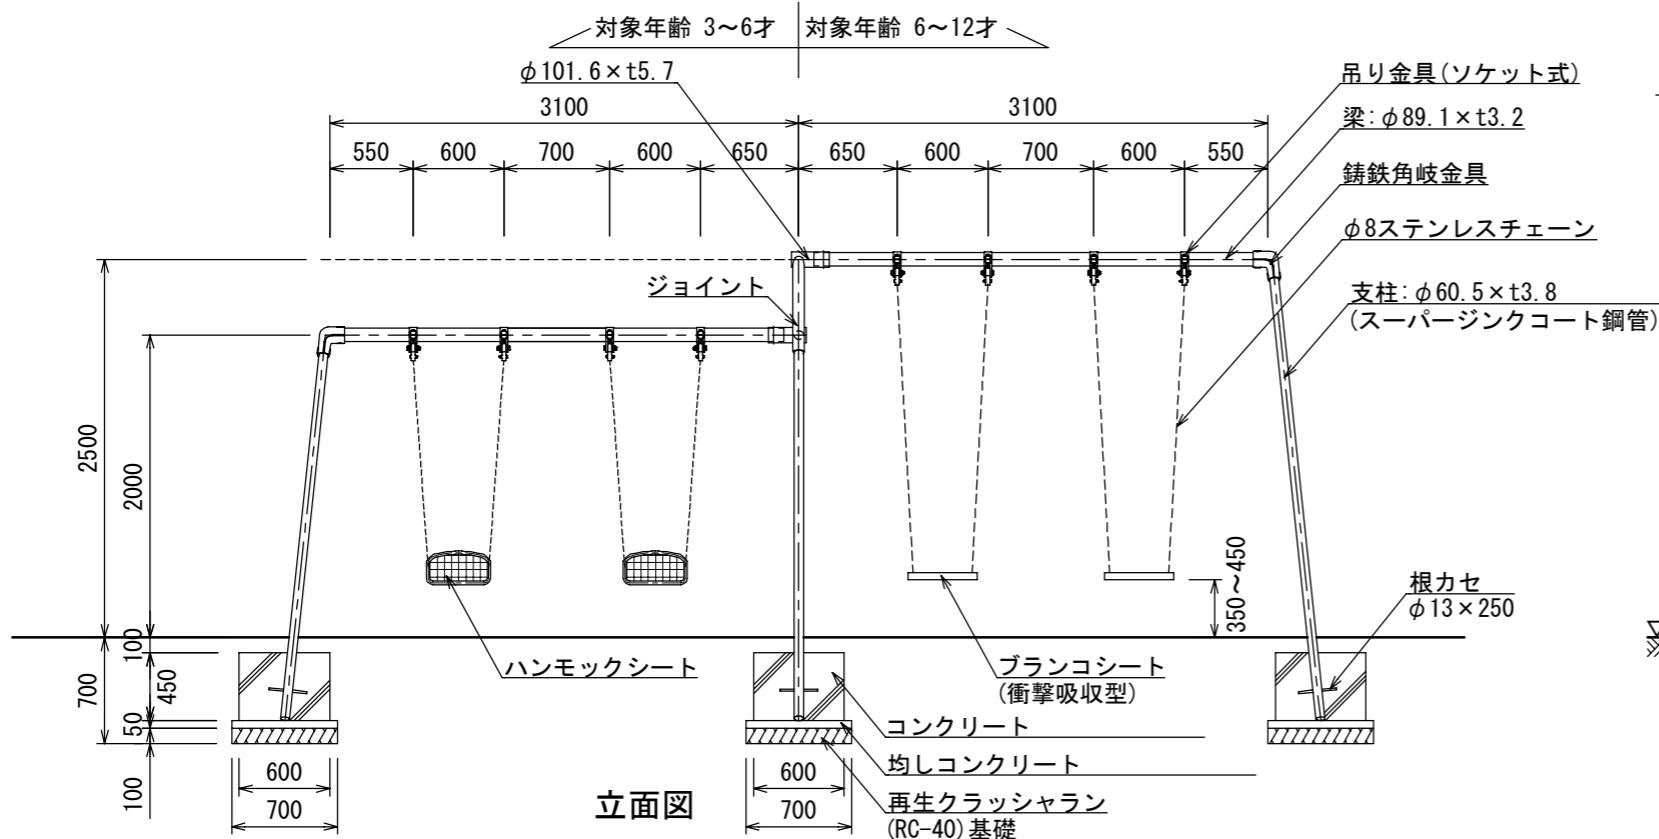 対象年齢 3～6才
対象年齢 6～12才
φ101.6×t5.7
吊り金具(ソケット式)
3100
3100
梁:φ89.1×t3.2
550
600
700
600
650
650
600
700
600
550
鋳鉄角岐金具
φ8ステンレスチェーン
ジョイント
支柱:φ60.5×t3.8
(スーパージンクコート鋼管)
2500
2000
350～450
根カセ
φ13×250
100
700
450
50
100
ハンモックシート
ブランコシート
(衝撃吸収型)
コンクリート
均しコンクリート
再生クラッシャラン
(RC-40)基礎
600
700
600
700
立面図